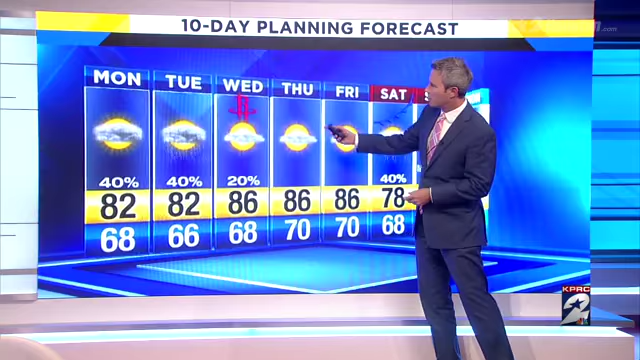 10-DAY PLANNING FORECAST
.com
MON TUE WED THU FRI SAT S
40% 40% 20% 40%
82 82 86 86 86 78
68 66 68 70 70 68
KPRC
2